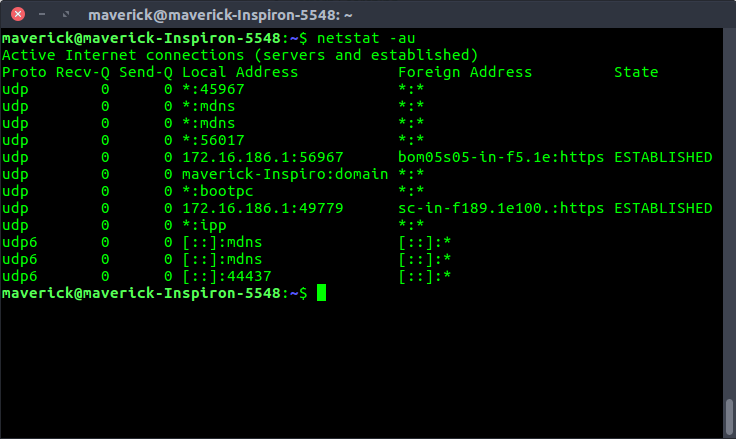 maverick@maverick-Inspiron-5548: ~
maverick@maverick-Inspiron-5548:~$ netstat -au
Active Internet connections (servers and established)
Proto Recv-Q Send-Q Local Address           Foreign Address         State
udp        0      0 *:45967                 *:*
udp        0      0 *:mdns                  *:*
udp        0      0 *:mdns                  *:*
udp        0      0 *:56017                 *:*
udp        0      0 172.16.186.1:56967      bom05s05-in-f5.1e:https ESTABLISHED
udp        0      0 maverick-Inspiro:domain *:*
udp        0      0 *:bootpc                *:*
udp        0      0 172.16.186.1:49779      sc-in-f189.1e100.:https ESTABLISHED
udp        0      0 *:ipp                   *:*
udp6       0      0 [::]:mdns               [::]:*
udp6       0      0 [::]:mdns               [::]:*
udp6       0      0 [::]:44437              [::]:*
maverick@maverick-Inspiron-5548:~$